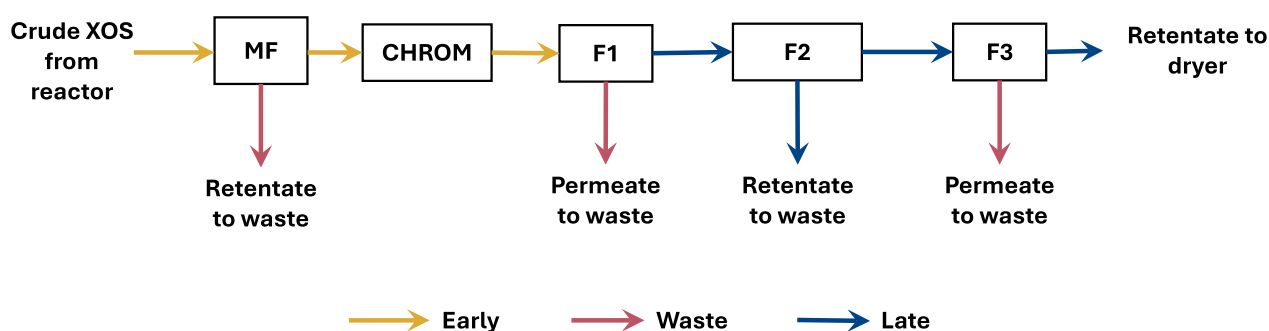 Crude XOS
from
reactor
MF
CHROM
F1
F2
F3
Retentate to
dryer
Retentate
to waste
Permeate
to waste
Retentate
to waste
Permeate
to waste
Early
Waste
Late